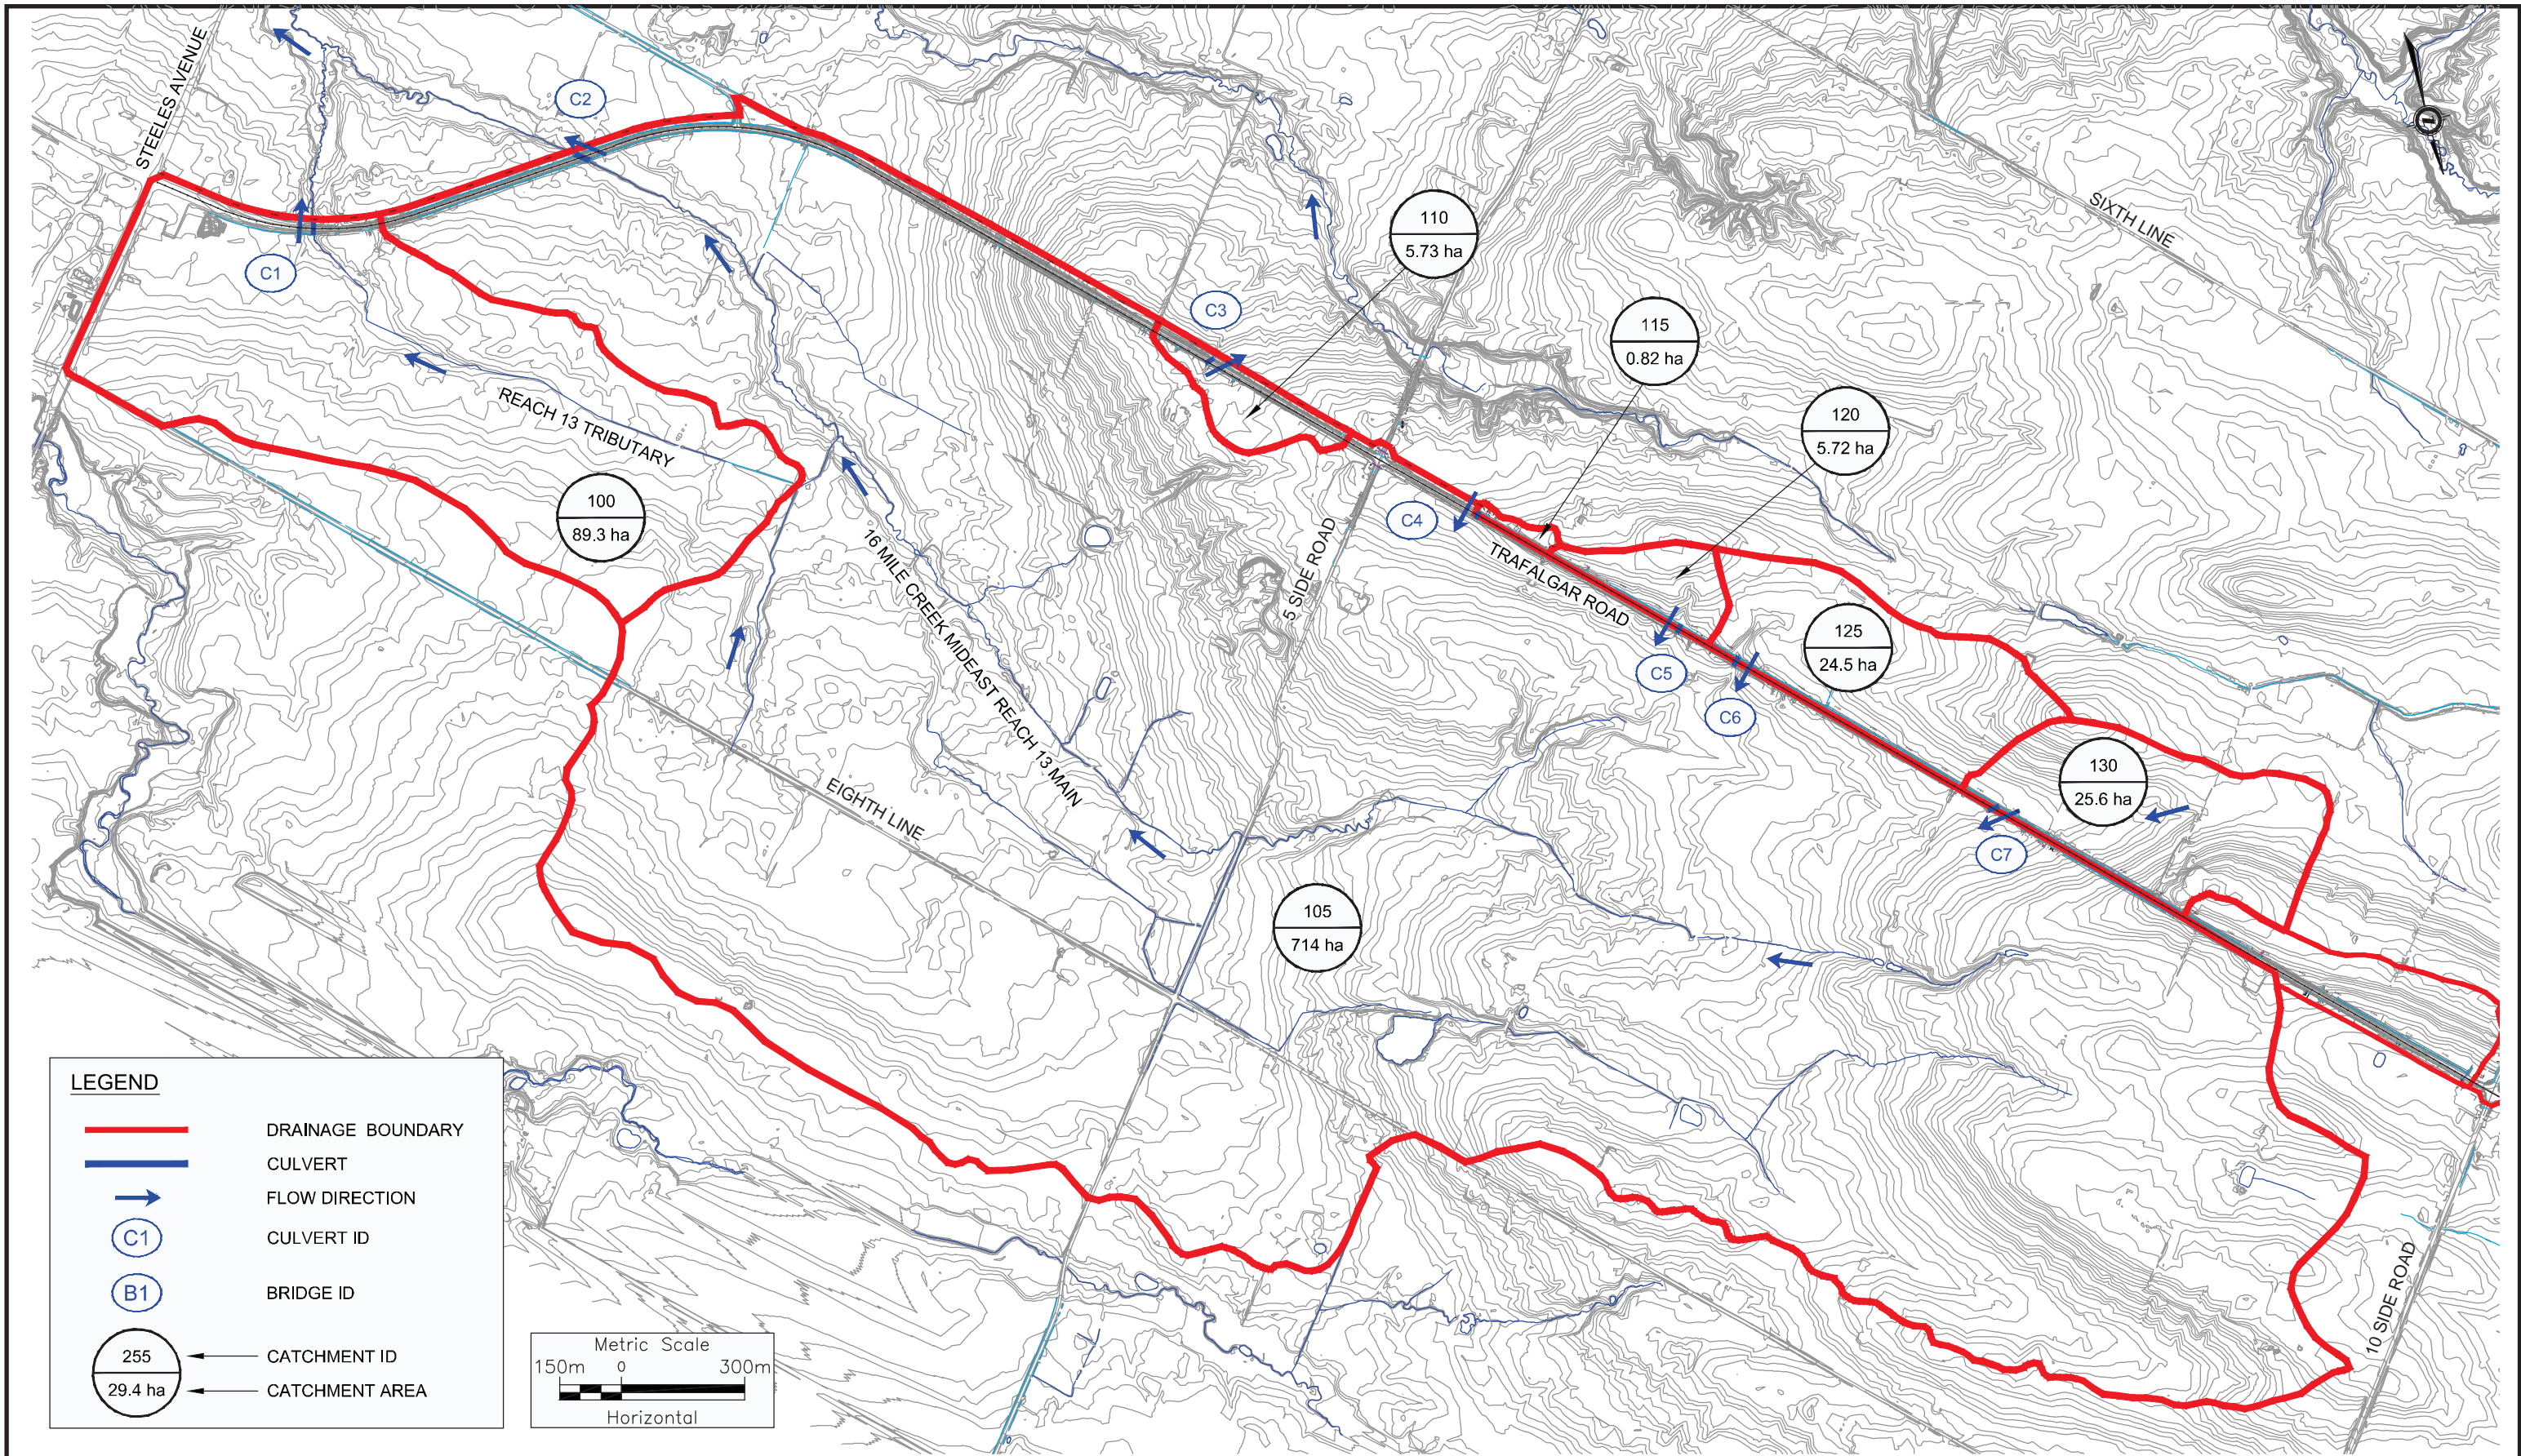 STEELES AVENUE
C2
SIXTH LINE
110
5.73 ha
C1
C3
115
0.82 ha
REACH 13 TRIBUTARY
120
5.72 ha
100
89.3 ha
C4
5 SIDE ROAD
TRAFALGAR ROAD
16 MILE CREEK MIDEAST REACH 13 MAIN
125
24.5 ha
C5
C6
EIGHTH LINE
130
25.6 ha
C7
105
714 ha
10 SIDE ROAD
LEGEND
DRAINAGE BOUNDARY
CULVERT
FLOW DIRECTION
C1
CULVERT ID
B1
BRIDGE ID
255
CATCHMENT ID
29.4 ha
CATCHMENT AREA
Metric Scale
150m 0 300m
Horizontal